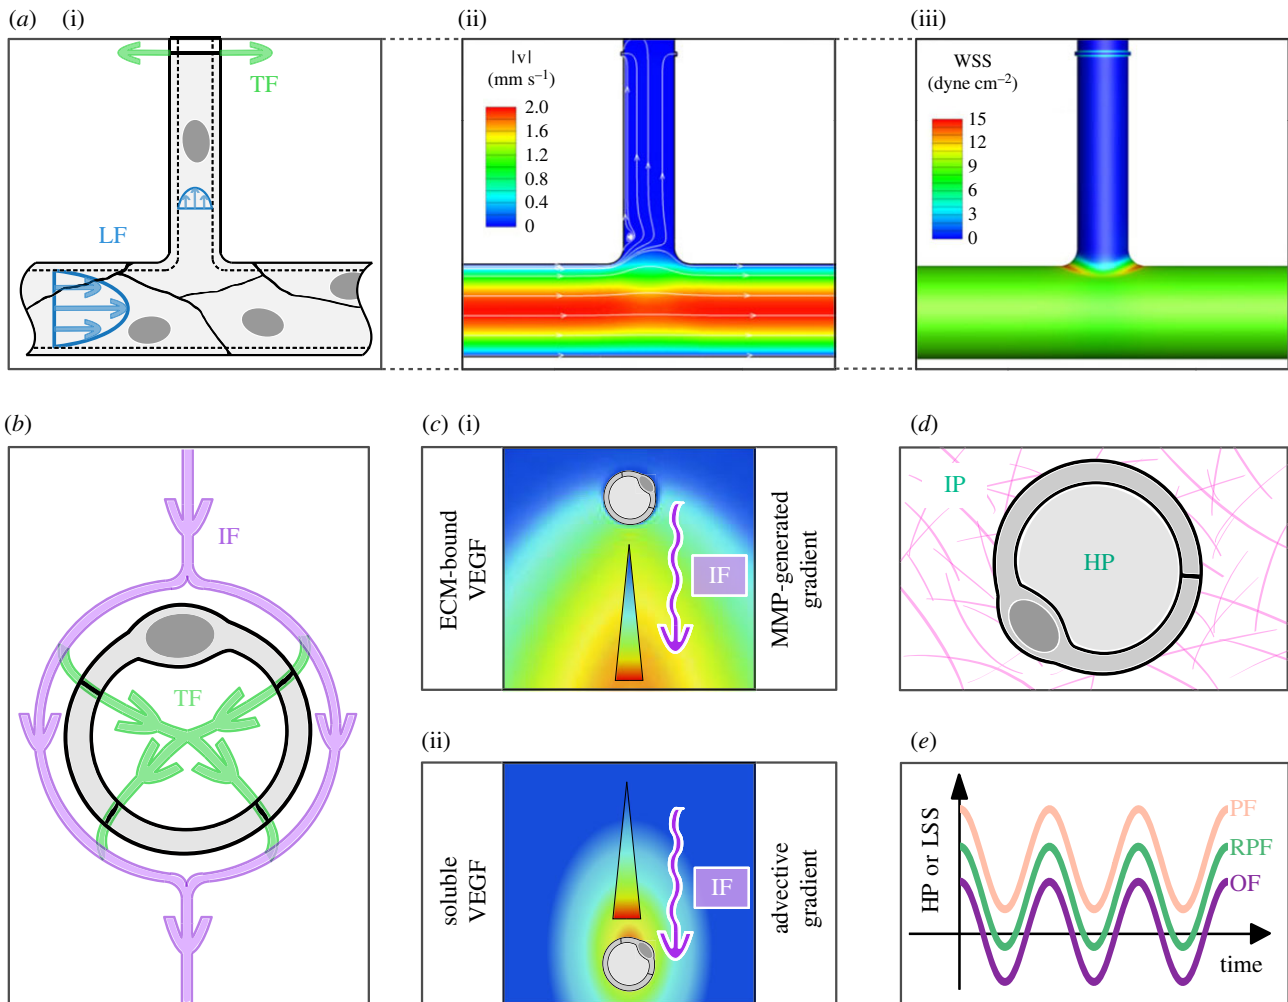 (a)
(i)
TF
LF
(ii)
|v|
(mm s⁻¹)
2.0
1.6
1.2
0.8
0.4
0
(iii)
WSS
(dyne cm⁻²)
15
12
9
6
3
0
(b)
IF
TF
(c)
(i)
ECM-bound
VEGF
IF
MMP-generated
gradient
(ii)
soluble
VEGF
IF
advective
gradient
(d)
IP
HP
(e)
HP or LSS
PF
RPF
OF
time